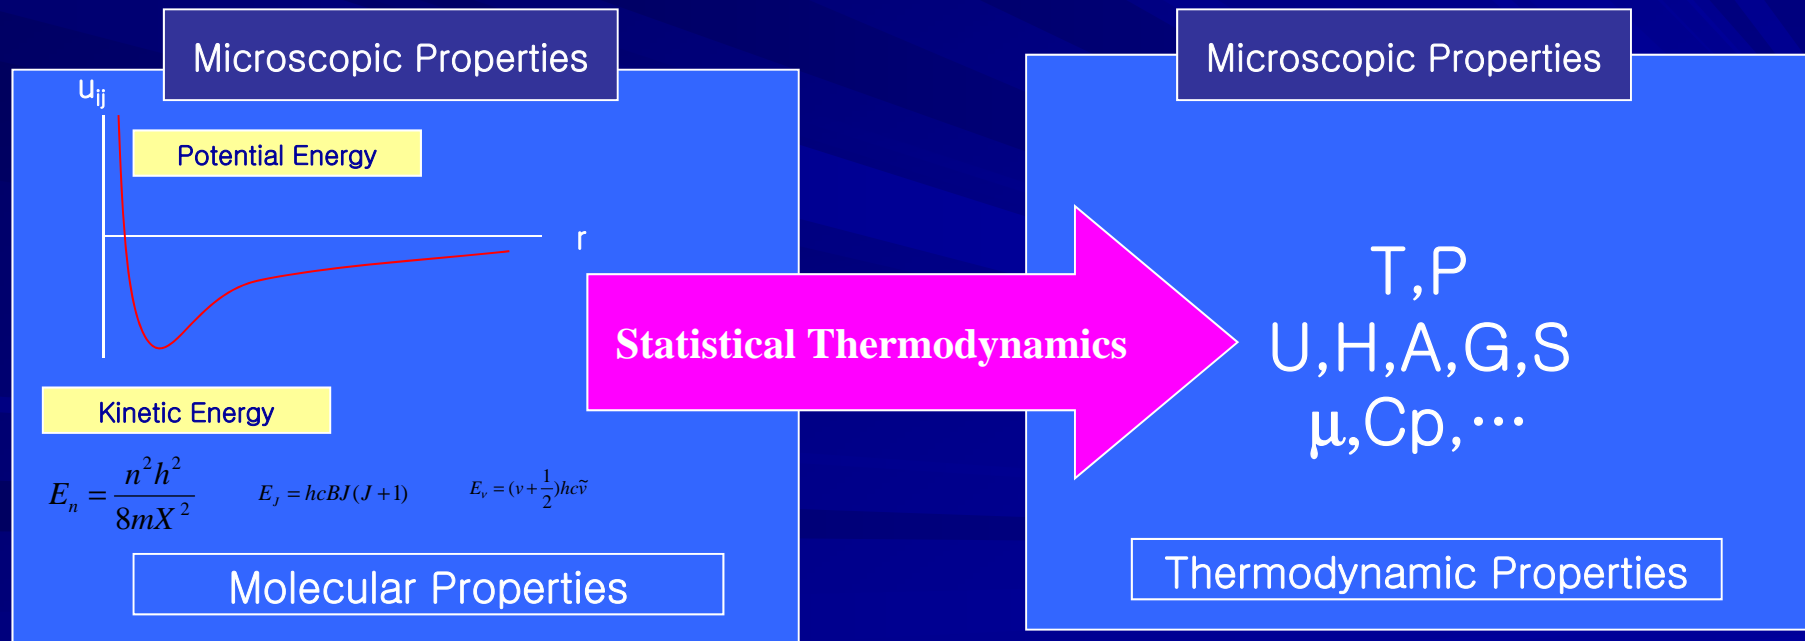 Microscopic Properties
u_ij
Potential Energy
r
Kinetic Energy
E_n = n²h² / 8mX²
E_J = hcBJ(J+1)
E_v = (v+1/2)hcṽ
Molecular Properties
Statistical Thermodynamics
Microscopic Properties
T,P
U,H,A,G,S
μ,Cp,⋯
Thermodynamic Properties